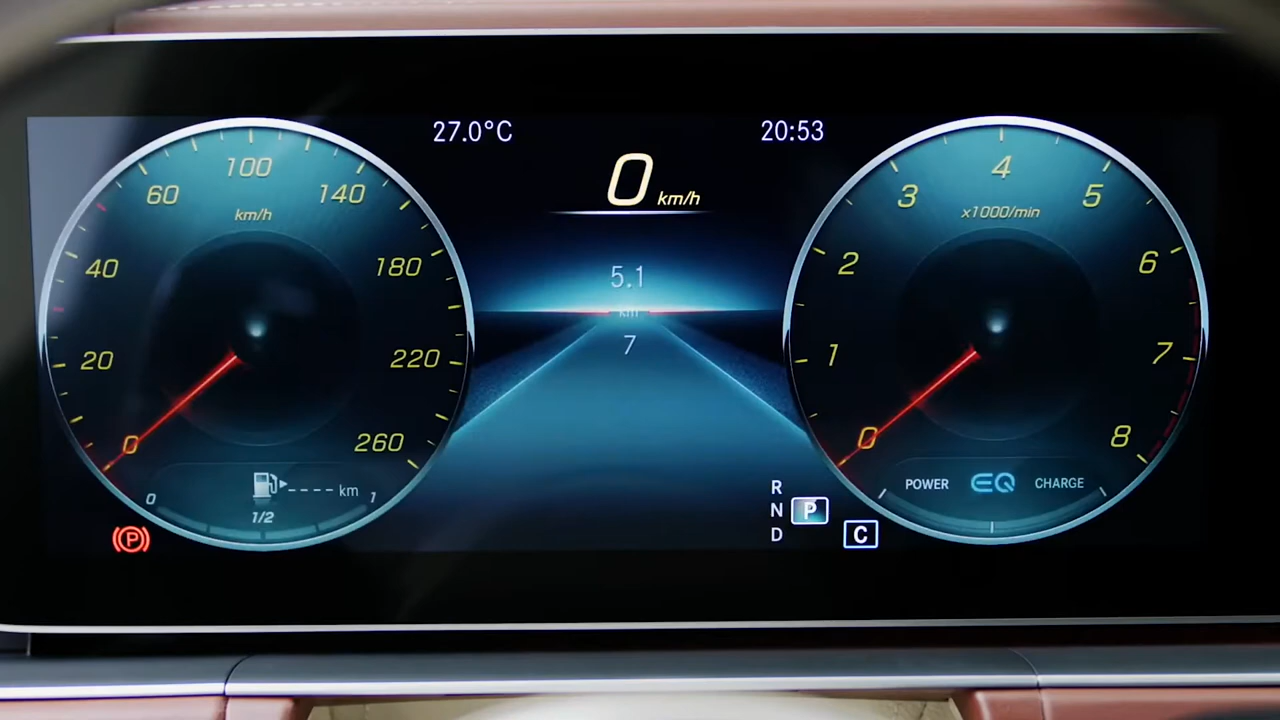 27.0°C
20:53
0 km/h
100
60
140
km/h
40
180
20
220
0
260
0
----- km
1
1/2
(P)
5.1
km
7
4
3
5
x1000/min
2
6
1
7
0
8
POWER EQ CHARGE
R
N P
D C